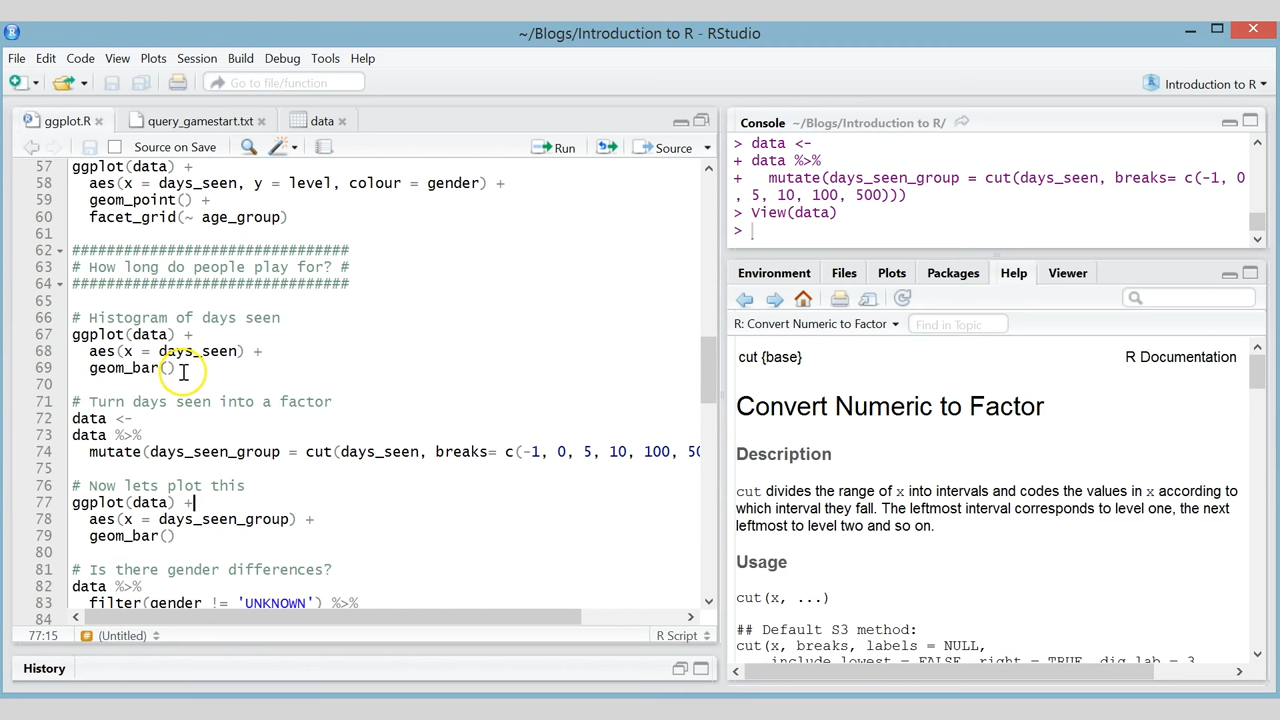 ~/Blogs/Introduction to R - RStudio
File Edit Code View Plots Session Build Debug Tools Help
Go to file/function
Introduction to R
ggplot.R query_gamestart.txt data
Source on Save Run Source
57 ggplot(data) +
58 aes(x = days_seen, y = level, colour = gender) +
59 geom_point() +
60 facet_grid(~ age_group)
61
62 ################################
63 # How long do people play for? #
64 ################################
65
66 # Histogram of days seen
67 ggplot(data) +
68 aes(x = days_seen) +
69 geom_bar()
70
71 # Turn days seen into a factor
72 data <-
73 data %>%
74 mutate(days_seen_group = cut(days_seen, breaks= c(-1, 0, 5, 10, 100, 50
75
76 # Now lets plot this
77 ggplot(data) +
78 aes(x = days_seen_group) +
79 geom_bar()
80
81 # Is there gender differences?
82 data %>%
83 filter(gender != 'UNKNOWN') %>%
84
77:15 (Untitled) R Script
History
Console ~/Blogs/Introduction to R/
> data <-
+ data %>%
+ mutate(days_seen_group = cut(days_seen, breaks= c(-1, 0
, 5, 10, 100, 500)))
> View(data)
>
Environment Files Plots Packages Help Viewer
R: Convert Numeric to Factor Find in Topic
cut {base} R Documentation
Convert Numeric to Factor
Description
cut divides the range of x into intervals and codes the values in x according to
which interval they fall. The leftmost interval corresponds to level one, the next
leftmost to level two and so on.
Usage
cut(x, ...)
## Default S3 method:
cut(x, breaks, labels = NULL,
include.lowest = FALSE, right = TRUE, dig.lab = 3,